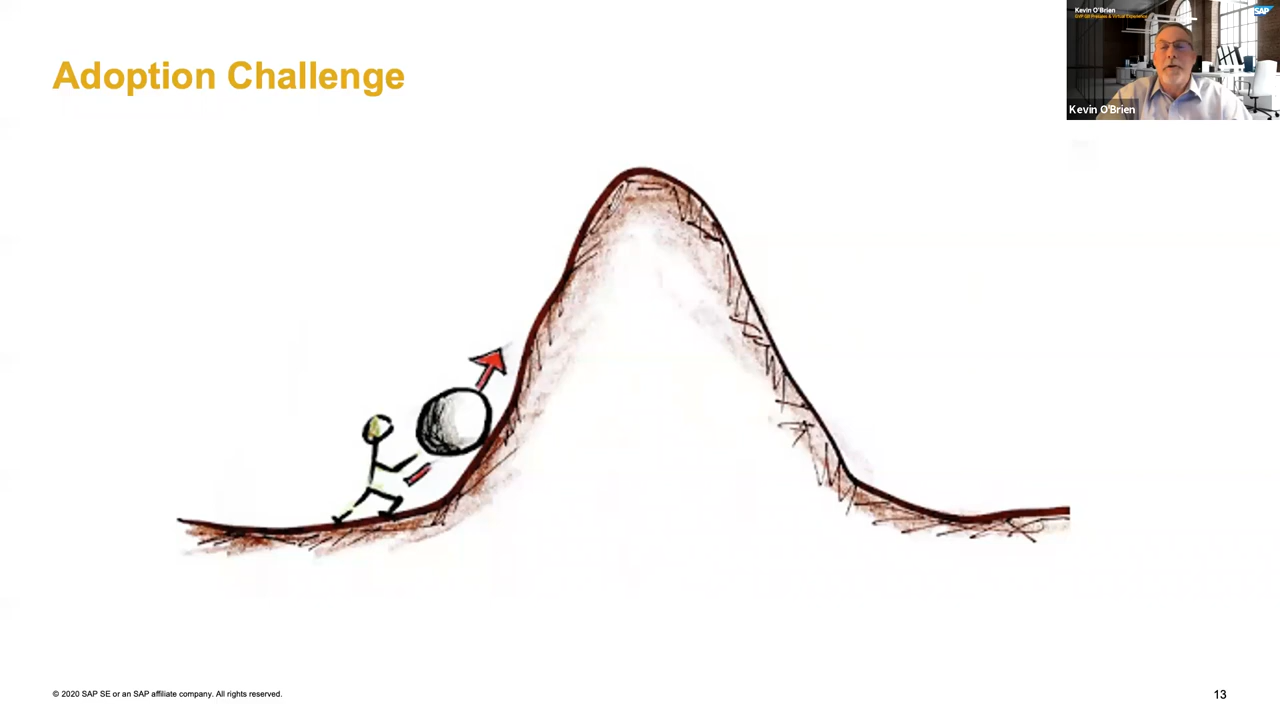 Adoption Challenge
Kevin O'Brien
SAP
Kevin O'Brien
© 2020 SAP SE or an SAP affiliate company. All rights reserved.
13